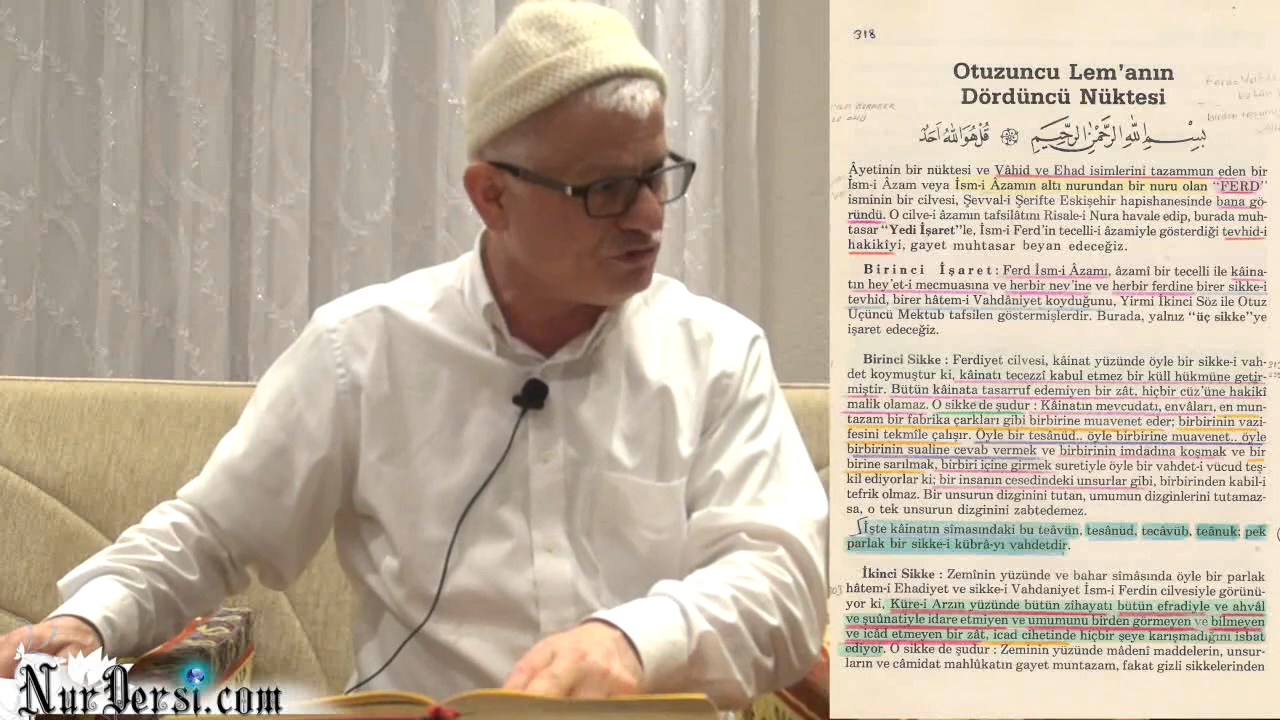 318
Otuzuncu Lem'anın
Dördüncü Nüktesi
بِسْــمِ اللهِ الرَّحْمٰنِ الرَّحِيمِ ۞ قُلْ هُوَ اللهُ اَحَدٌ
Âyetinin bir nüktesi ve Vâhid ve Ehad isimlerini tazammun eden bir
İsm-i Âzam veya İsm-i Âzamın altı nurundan bir nuru olan "FERD"
isminin bir cilvesi, Şevval-i Şerifte Eskişehir hapishanesinde bana gö-
ründü. O cilve-i âzamın tafsilâtını Risale-i Nura havale edip, burada muh-
tasar "Yedi İşaret"le, İsm-i Ferd'in tecelli-i âzamiyle gösterdiği tevhid-i
hakikiyi, gayet muhtasar beyan edeceğiz.
Birinci İşaret: Ferd İsm-i Âzamı, âzamî bir tecelli ile kâina-
tın hey'et-i mecmuasına ve herbir nev'ine ve herbir ferdine birer sikke-i
tevhid, birer hâtem-i Vahdâniyet koyduğunu, Yirmi İkinci Söz ile Otuz
Üçüncü Mektub tafsilen göstermişlerdir. Burada, yalnız "üç sikke"ye
işaret edeceğiz.
Birinci Sikke : Ferdiyet cilvesi, kâinat yüzünde öyle bir sikke-i vah-
det koymuştur ki, kâinatı tecezzî kabul etmez bir küll hükmüne getir-
miştir. Bütün kâinata tasarruf edemiyen bir zât, hiçbir cüz'üne hakikî
malik olamaz. O sikke de şudur : Kâinatın mevcudatı, envâları, en mun-
tazam bir fabrika çarkları gibi birbirine muavenet eder; birbirinin vazi-
fesini tekmîle çalışır. Öyle bir tesânüd.. öyle birbirine muavenet.. öyle
birbirinin sualine cevab vermek ve birbirinin imdadına koşmak ve bir
birine sarılmak, birbiri içine girmek suretiyle öyle bir vahdet-i vücud teş-
kil ediyorlar ki; bir insanın cesedindeki unsurlar gibi, birbirinden kabil-i
tefrik olmaz. Bir unsurun dizginini tutan, umumun dizginlerini tutamaz-
sa, o tek unsurun dizginini zabtedemez.
İşte kâinatın sîmasındaki bu teâvün, tesânüd, tecâvüb, teânuk; pek
parlak bir sikke-i kübrâ-yı vahdetdir.
İkinci Sikke : Zemînin yüzünde ve bahar sîmâsında öyle bir parlak
hâtem-i Ehadiyet ve sikke-i Vahdaniyet İsm-i Ferdin cilvesiyle görünü-
yor ki, Küre-i Arzın yüzünde bütün zîhayatı bütün efradiyle ve ahvâl
ve şuûnatiyle idare etmiyen ve umumunu birden görmeyen ve bilmeyen
ve icâd etmeyen bir zât, icad cihetinde hiçbir şeye karışmadığını isbat
ediyor. O sikke de şudur : Zeminin yüzünde mâdenî maddelerin, unsur-
ların ve câmidat mahlûkatın gayet muntazam, fakat gizli sikkelerinden
NurDersi.com